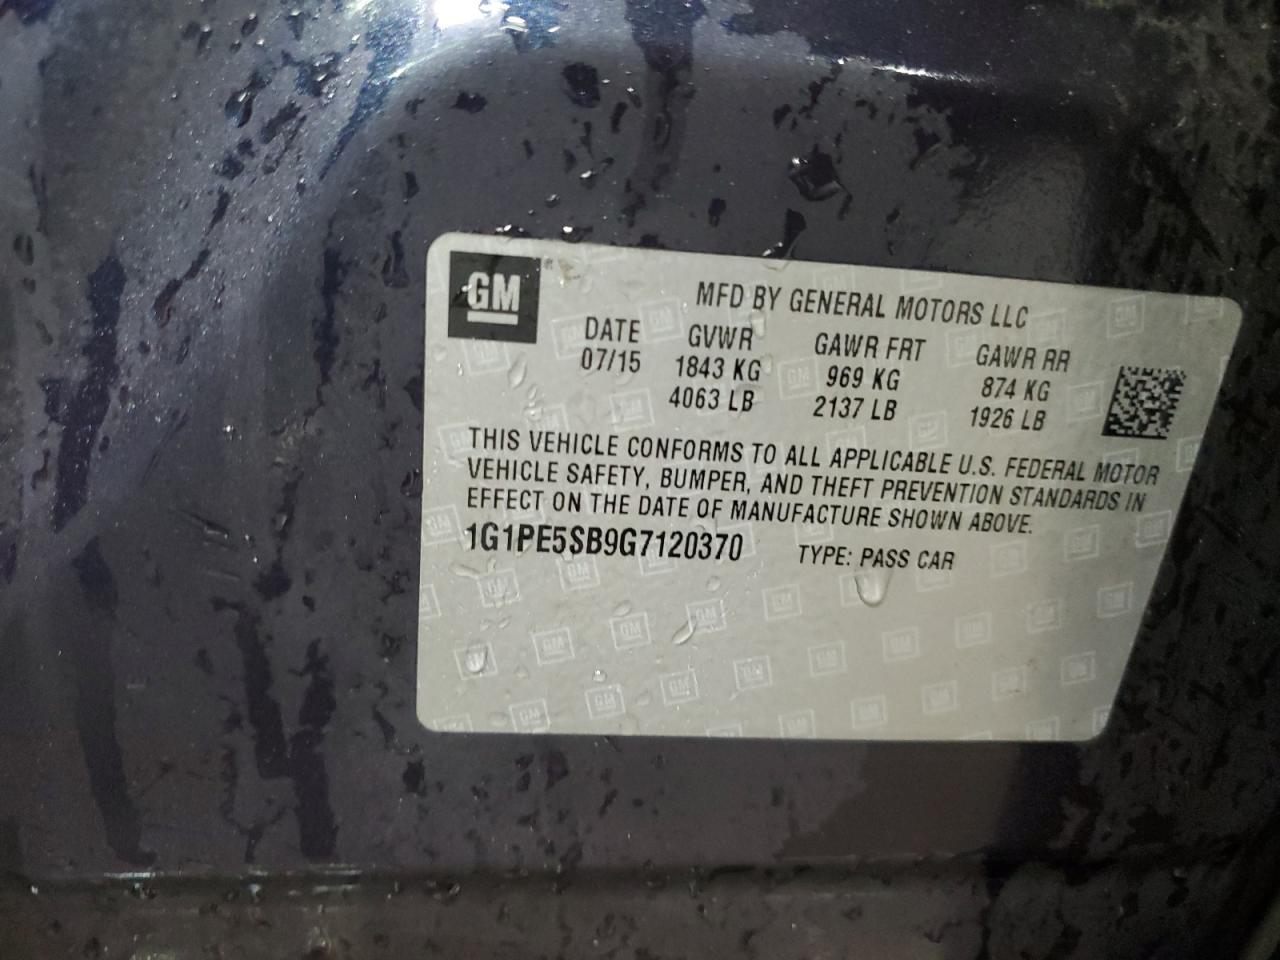 GM ®
MFD BY GENERAL MOTORS LLC
DATE GVWR GAWR FRT GAWR RR
07/15 1843 KG 969 KG 874 KG
4063 LB 2137 LB 1926 LB
THIS VEHICLE CONFORMS TO ALL APPLICABLE U.S. FEDERAL MOTOR
VEHICLE SAFETY, BUMPER, AND THEFT PREVENTION STANDARDS IN
EFFECT ON THE DATE OF MANUFACTURE SHOWN ABOVE.
1G1PE5SB9G7120370 TYPE: PASS CAR